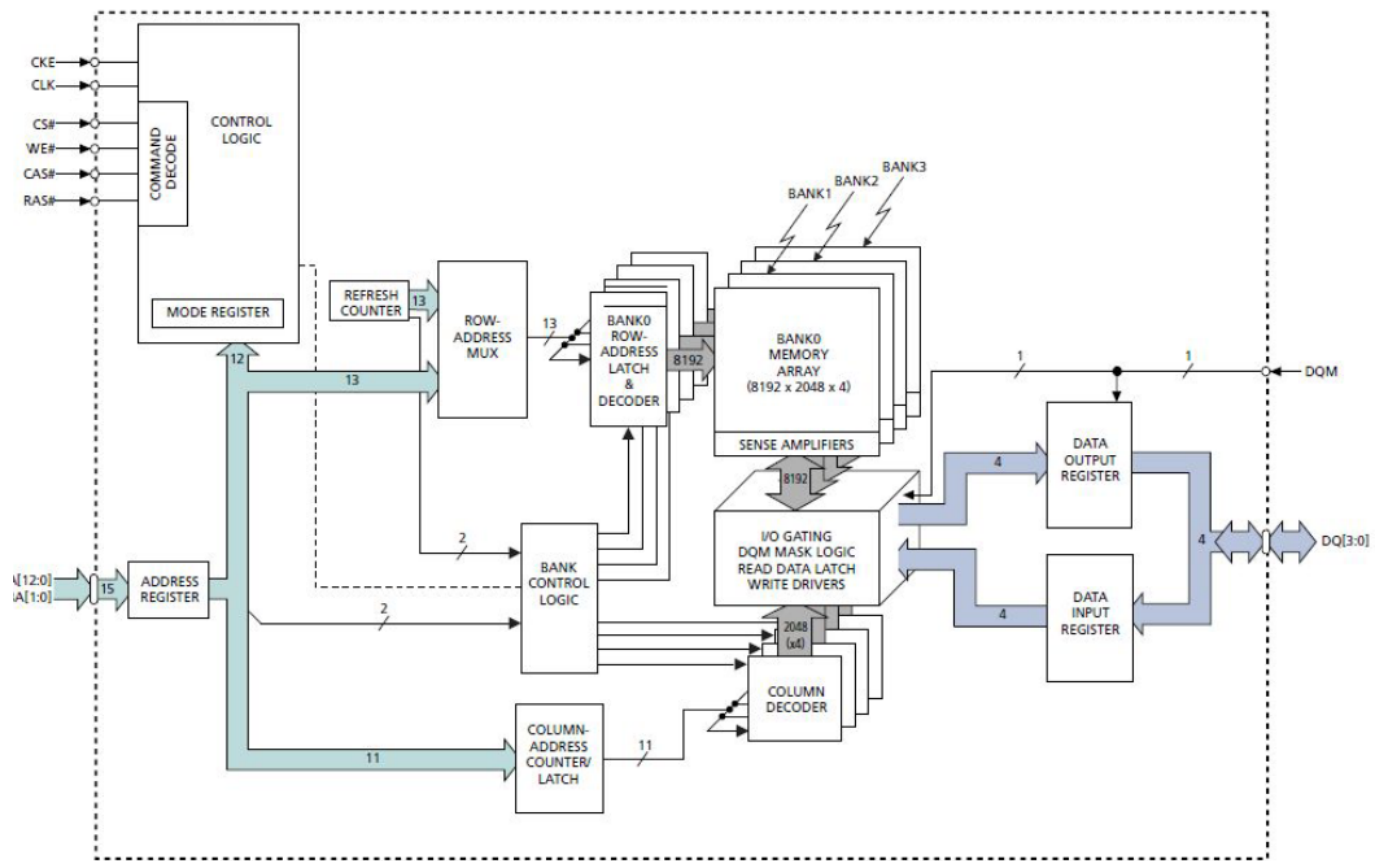 CKE
CLK
CS#
WE#
CAS#
RAS#
COMMAND
DECODE
CONTROL
LOGIC
MODE REGISTER
12
BANK1
BANK2
BANK3
REFRESH
COUNTER
13
13
ROW-
ADDRESS
MUX
13
BANK0
ROW-
ADDRESS
LATCH
&
DECODER
8192
BANK0
MEMORY
ARRAY
(8192 x 2048 x 4)
SENSE AMPLIFIERS
8192
1
1
DQM
4
DATA
OUTPUT
REGISTER
I/O GATING
DQM MASK LOGIC
READ DATA LATCH
WRITE DRIVERS
4
DQ[3:0]
4
DATA
INPUT
REGISTER
2
BANK
CONTROL
LOGIC
2
[12:0]
A[1:0]
15
ADDRESS
REGISTER
2048
(x4)
COLUMN
DECODER
11
COLUMN-
ADDRESS
COUNTER/
LATCH
11